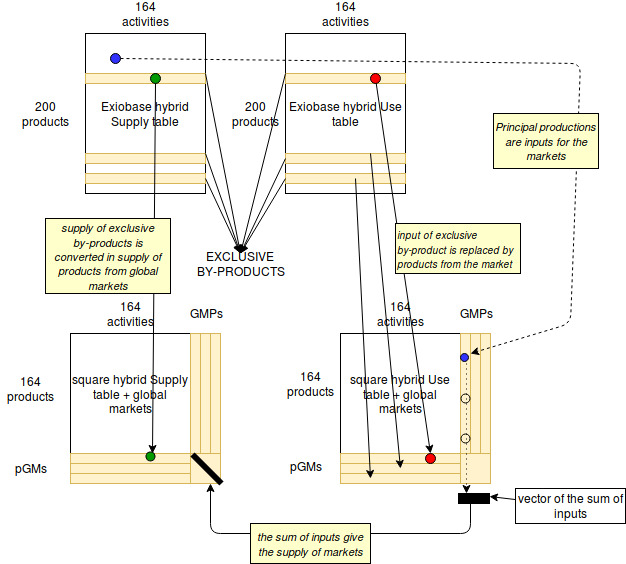 164
activities
164
activities
200
products
Exiobase hybrid
Supply table
200
products
Exiobase hybrid Use
table
Principal productions
are inputs for the
markets
supply of exclusive
by-products is
converted in supply of
products from global
markets
EXCLUSIVE
BY-PRODUCTS
input of exclusive
by-product is replaced by
products from the market
164
activities
GMPs
164
activities
GMPs
164
products
square hybrid Supply
table + global
markets
164
products
square hybrid Use
table + global
markets
pGMs
pGMs
vector of the sum of
inputs
the sum of inputs give
the supply of markets